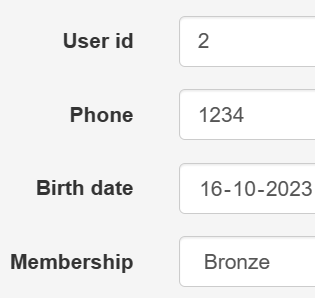 User id 2
Phone 1234
Birth date 16-10-2023
Membership Bronze